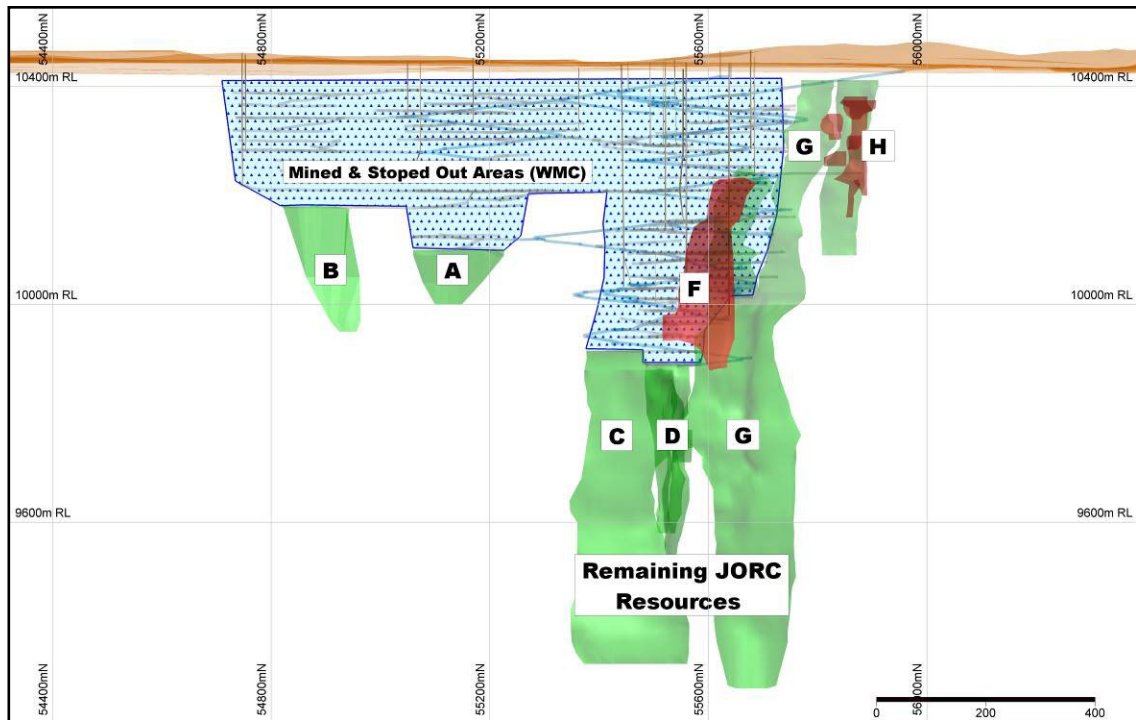 54400mN
54800mN
55200mN
55600mN
56000mN
10400m RL
10400m RL
G
H
Mined & Stoped Out Areas (WMC)
B
A
F
10000m RL
10000m RL
C
D
G
9600m RL
9600m RL
Remaining JORC
Resources
54400mN
54800mN
55200mN
55600mN
56000mN
0
200
400